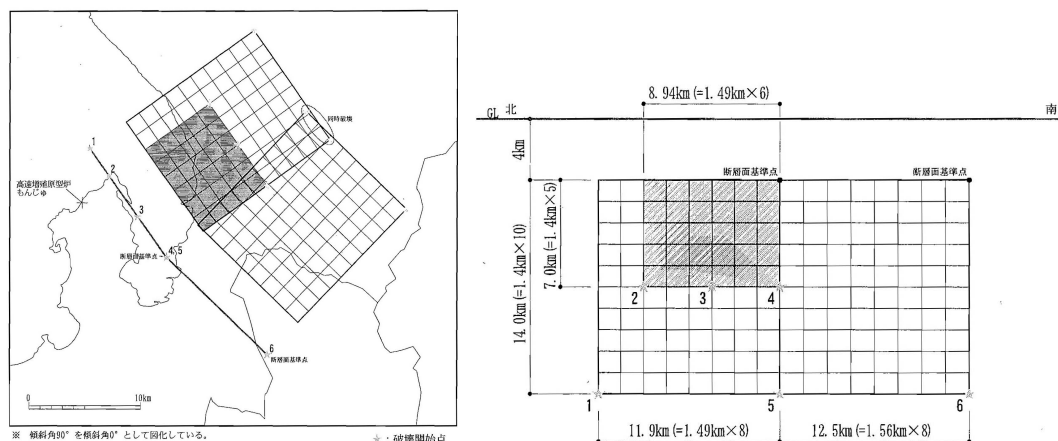 1
2
高速増殖原型炉
もんじゅ
3
4 5
断層面基準点
6
断層面基準点
同時破壊
0 10km
※ 傾斜角90°を傾斜角0°として図化している。
★:破壊開始点
8.94km(=1.49km×6)
GL 北
南
4km
断層面基準点
断層面基準点
14.0km(=1.4km×10)
7.0km(=1.4km×5)
2 3 4
1 5 6
11.9km(=1.49km×8) 12.5km(=1.56km×8)